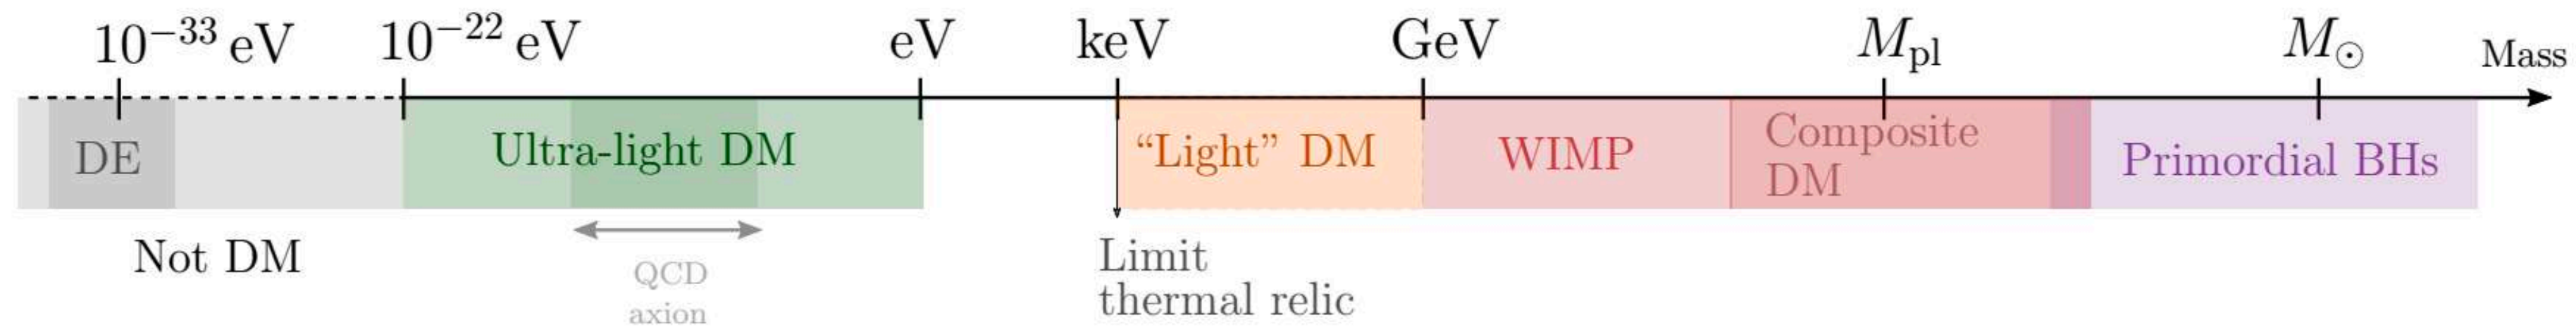 10⁻³³ eV 10⁻²² eV eV keV GeV M_pl M_⊙ Mass
DE Ultra-light DM “Light” DM WIMP Composite DM Primordial BHs
Not DM
QCD
axion
Limit
thermal relic